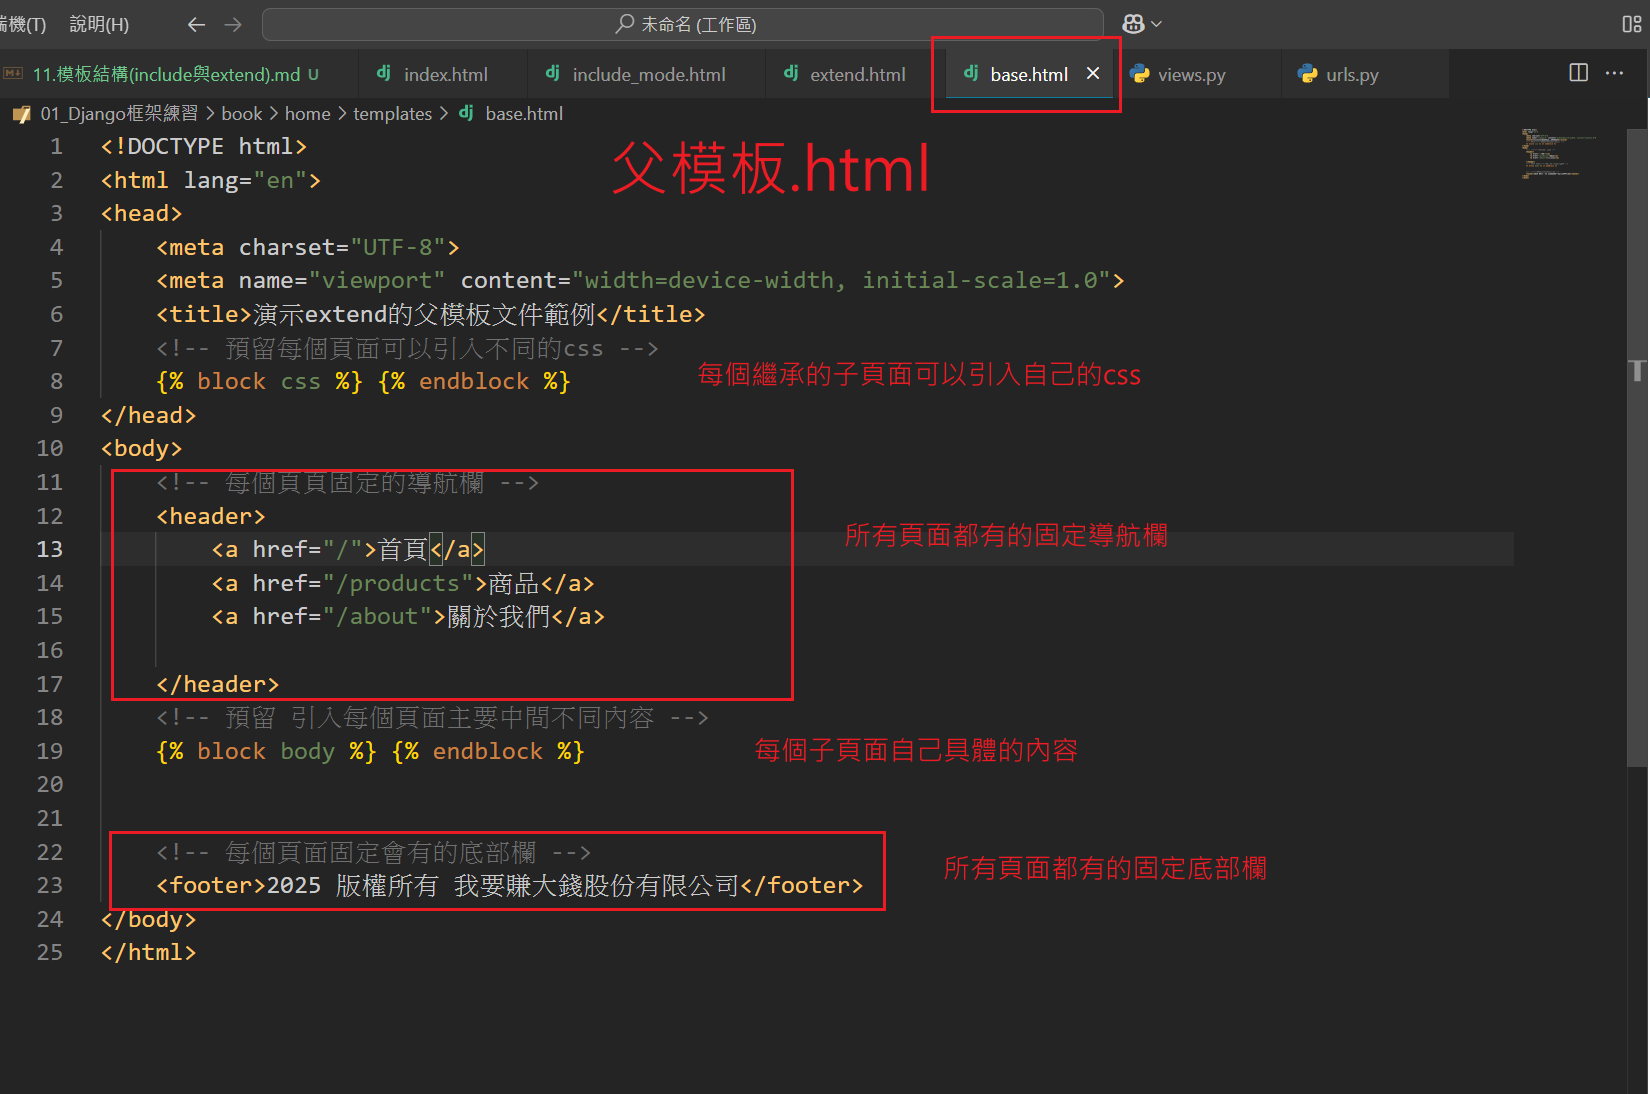 端機(T) 說明(H) 未命名 (工作區)
11.模板結構(include與extend).md U index.html include_mode.html extend.html base.html views.py urls.py
01_Django框架練習 > book > home > templates > base.html
父模板.html
1 <!DOCTYPE html>
2 <html lang="en">
3 <head>
4 <meta charset="UTF-8">
5 <meta name="viewport" content="width=device-width, initial-scale=1.0">
6 <title>演示extend的父模板文件範例</title>
7 <!-- 預留每個頁面可以引入不同的css -->
每個繼承的子頁面可以引入自己的css
8 {% block css %} {% endblock %}
9 </head>
10 <body>
11 <!-- 每個頁頁固定的導航欄 -->
12 <header>
所有頁面都有的固定導航欄
13 <a href="/">首頁</a>
14 <a href="/products">商品</a>
15 <a href="/about">關於我們</a>
16
17 </header>
18 <!-- 預留 引入每個頁面主要中間不同內容 -->
19 {% block body %} {% endblock %} 每個子頁面自己具體的內容
20
21
22 <!-- 每個頁面固定會有的底部欄 -->
所有頁面都有的固定底部欄
23 <footer>2025 版權所有 我要賺大錢股份有限公司</footer>
24 </body>
25 </html>